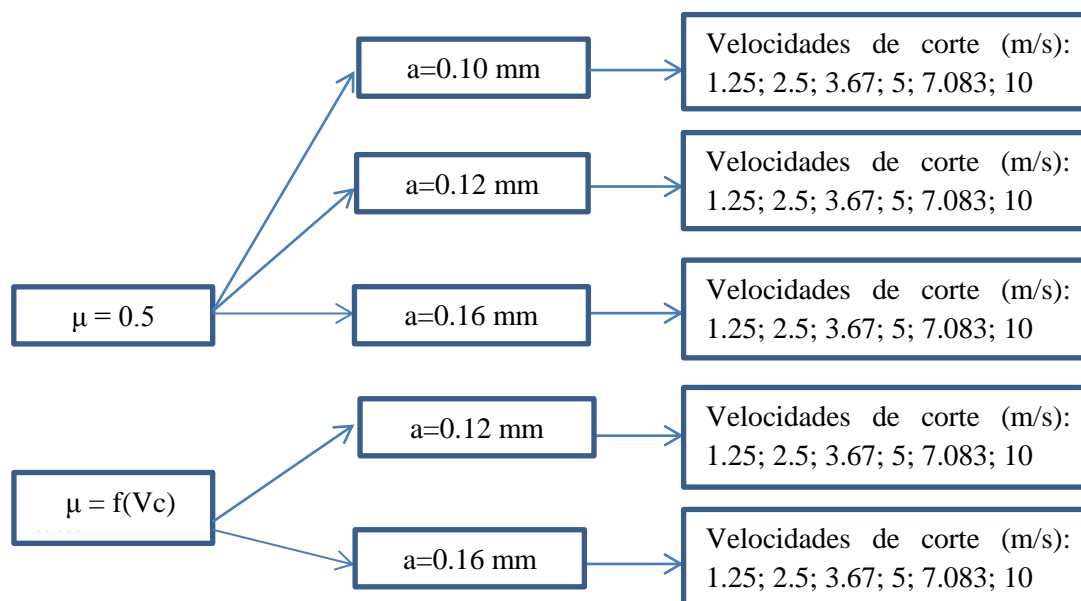 a=0.10 mm
Velocidades de corte (m/s):
1.25; 2.5; 3.67; 5; 7.083; 10
a=0.12 mm
Velocidades de corte (m/s):
1.25; 2.5; 3.67; 5; 7.083; 10
μ = 0.5
a=0.16 mm
Velocidades de corte (m/s):
1.25; 2.5; 3.67; 5; 7.083; 10
μ = f(Vc)
a=0.12 mm
Velocidades de corte (m/s):
1.25; 2.5; 3.67; 5; 7.083; 10
a=0.16 mm
Velocidades de corte (m/s):
1.25; 2.5; 3.67; 5; 7.083; 10